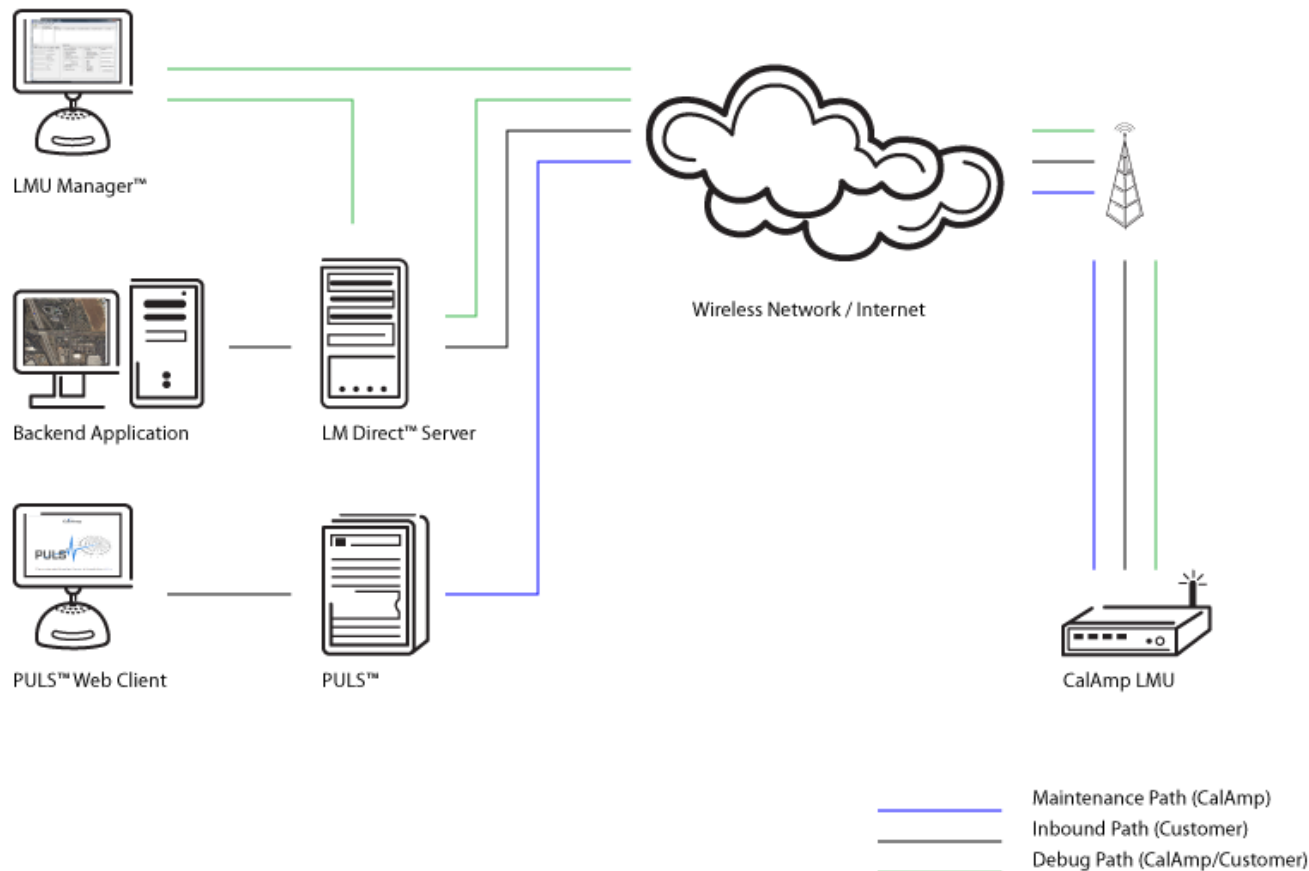 LMU Manager™
Wireless Network / Internet
Backend Application
LM Direct™ Server
PULS
PULS™ Web Client
PULS™
CalAmp LMU
Maintenance Path (CalAmp)
Inbound Path (Customer)
Debug Path (CalAmp/Customer)